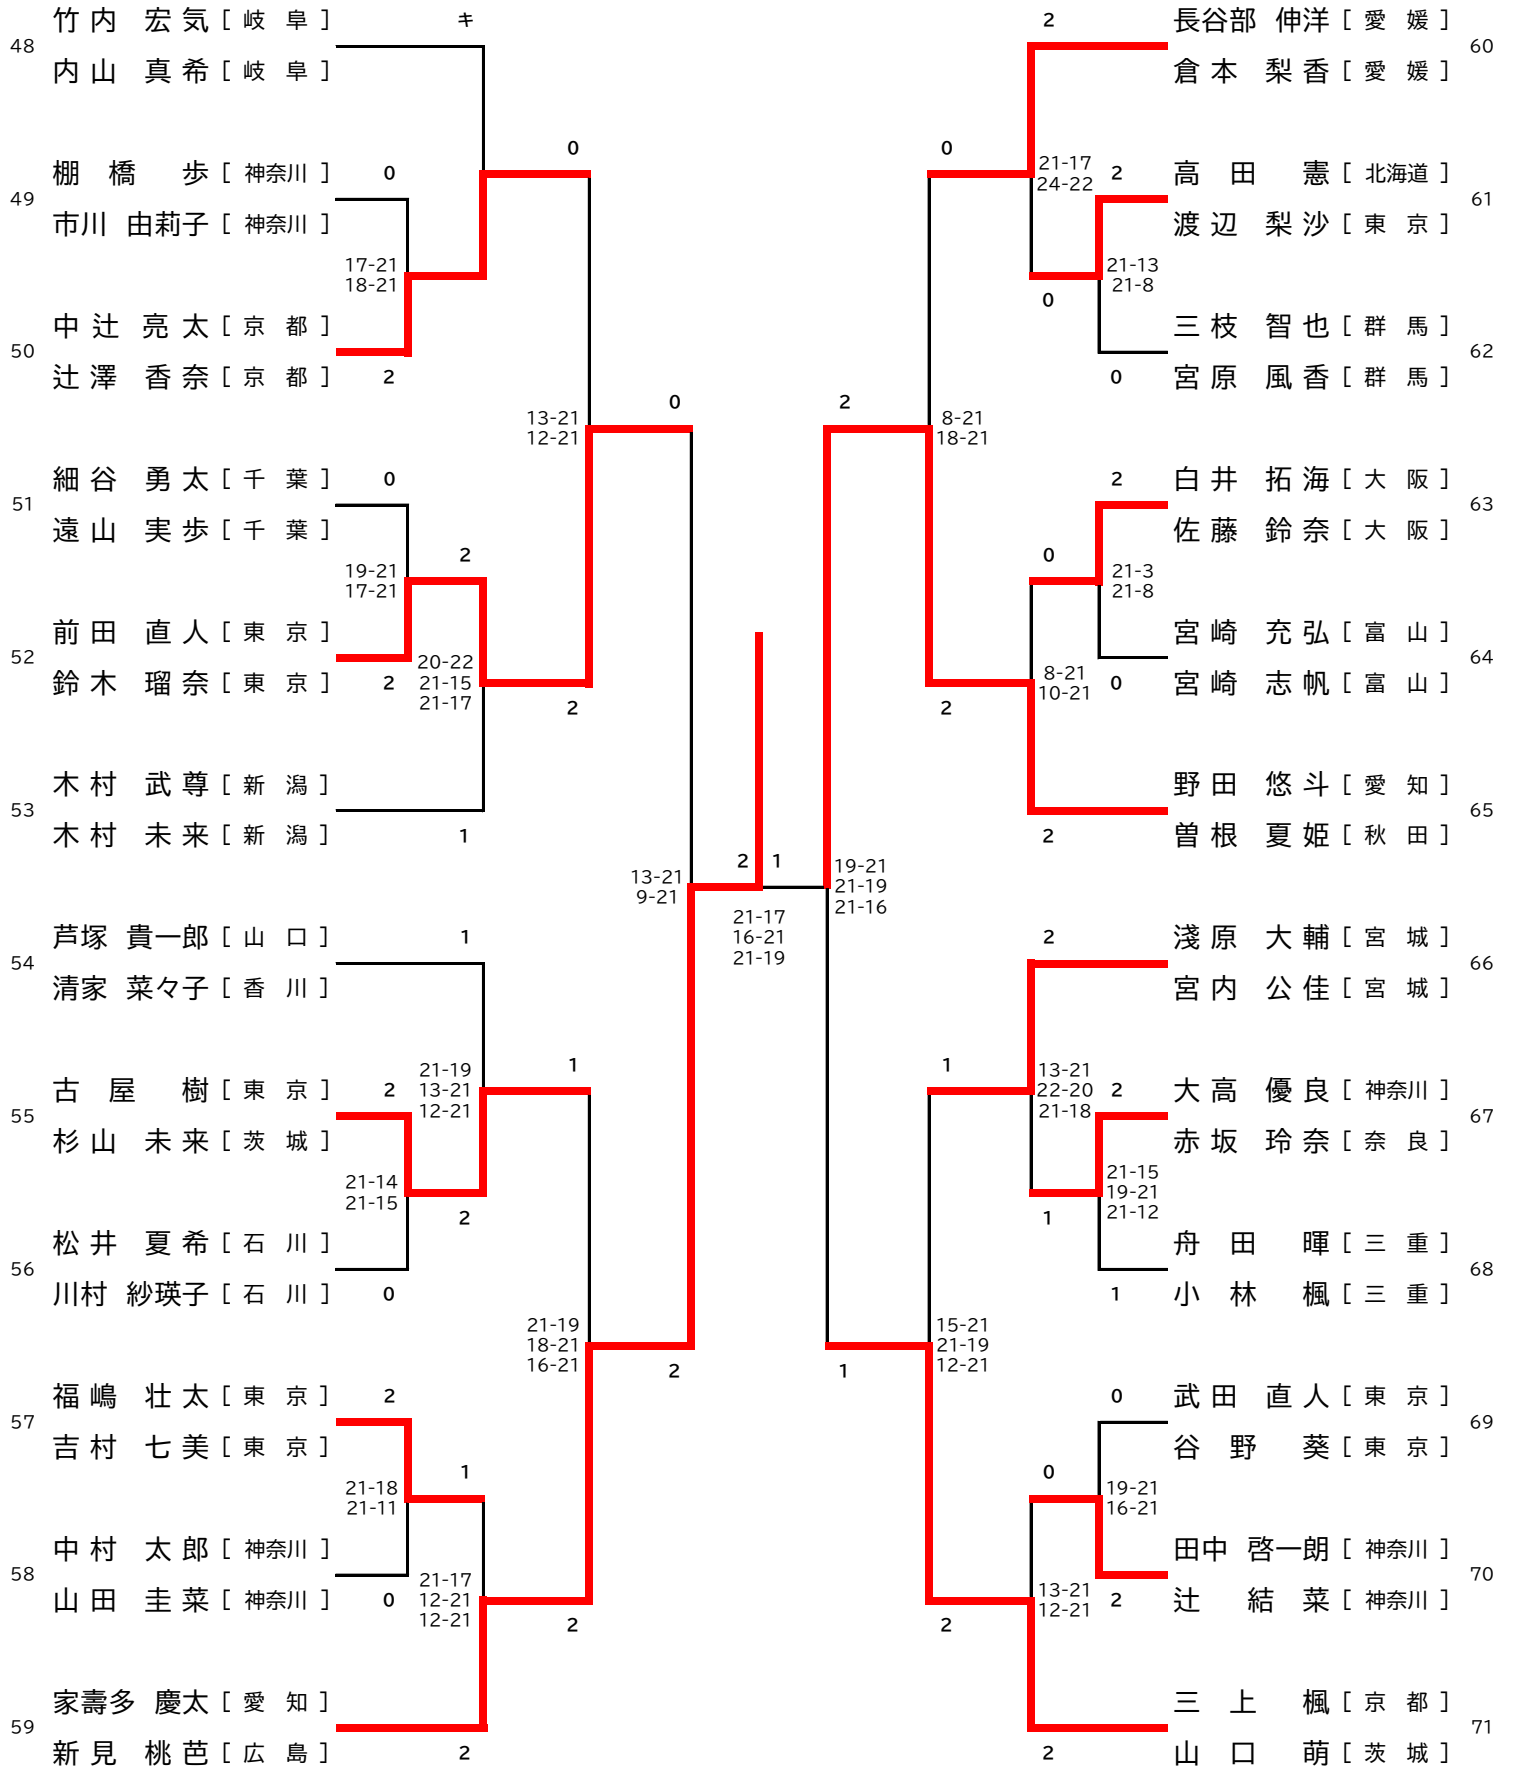 竹内 宏気 [ 岐 阜 ]
48
キ
内山 真希 [ 岐 阜 ]
棚橋 歩 [ 神奈川 ]
0
49
市川 由莉子 [ 神奈川 ]
17-21
18-21
中辻 亮太 [ 京 都 ]
50
辻澤 香奈 [ 京 都 ]
2
0
細谷 勇太 [ 千 葉 ]
0
51
遠山 実歩 [ 千 葉 ]
19-21
17-21
2
前田 直人 [ 東 京 ]
52
鈴木 瑠奈 [ 東 京 ]
2
20-22
21-15
21-17
木村 武尊 [ 新 潟 ]
53
木村 未来 [ 新 潟 ]
1
2
13-21
12-21
0
芦塚 貴一郎 [ 山 口 ]
1
54
清家 菜々子 [ 香 川 ]
古屋 樹 [ 東 京 ]
2
55
杉山 未来 [ 茨 城 ]
21-19
13-21
12-21
1
21-14
21-15
2
松井 夏希 [ 石 川 ]
56
川村 紗瑛子 [ 石 川 ]
0
福嶋 壮太 [ 東 京 ]
2
57
吉村 七美 [ 東 京 ]
1
21-18
21-11
中村 太郎 [ 神奈川 ]
58
山田 圭菜 [ 神奈川 ]
0
21-17
12-21
12-21
2
家壽多 慶太 [ 愛 知 ]
59
新見 桃芭 [ 広 島 ]
2
21-19
18-21
16-21
2
13-21
9-21
2
1
21-17
16-21
21-19
長谷部 伸洋 [ 愛 媛 ]
2
60
倉本 梨香 [ 愛 媛 ]
0
21-17
24-22
高田 憲 [ 北海道 ]
2
61
渡辺 梨沙 [ 東 京 ]
21-13
21-8
0
三枝 智也 [ 群 馬 ]
62
宮原 風香 [ 群 馬 ]
0
2
8-21
18-21
白井 拓海 [ 大 阪 ]
2
63
佐藤 鈴奈 [ 大 阪 ]
0
21-3
21-8
宮崎 充弘 [ 富 山 ]
64
宮崎 志帆 [ 富 山 ]
0
8-21
10-21
2
野田 悠斗 [ 愛 知 ]
65
曽根 夏姫 [ 秋 田 ]
2
19-21
21-19
21-16
淺原 大輔 [ 宮 城 ]
2
66
宮内 公佳 [ 宮 城 ]
1
13-21
22-20
21-18
大高 優良 [ 神奈川 ]
2
67
赤坂 玲奈 [ 奈 良 ]
21-15
19-21
21-12
1
舟田 暉 [ 三 重 ]
68
小林 楓 [ 三 重 ]
1
15-21
21-19
12-21
1
武田 直人 [ 東 京 ]
0
69
谷野 葵 [ 東 京 ]
0
19-21
16-21
田中 啓一朗 [ 神奈川 ]
70
辻 結菜 [ 神奈川 ]
2
13-21
12-21
2
三上 楓 [ 京 都 ]
71
山口 萌 [ 茨 城 ]
2